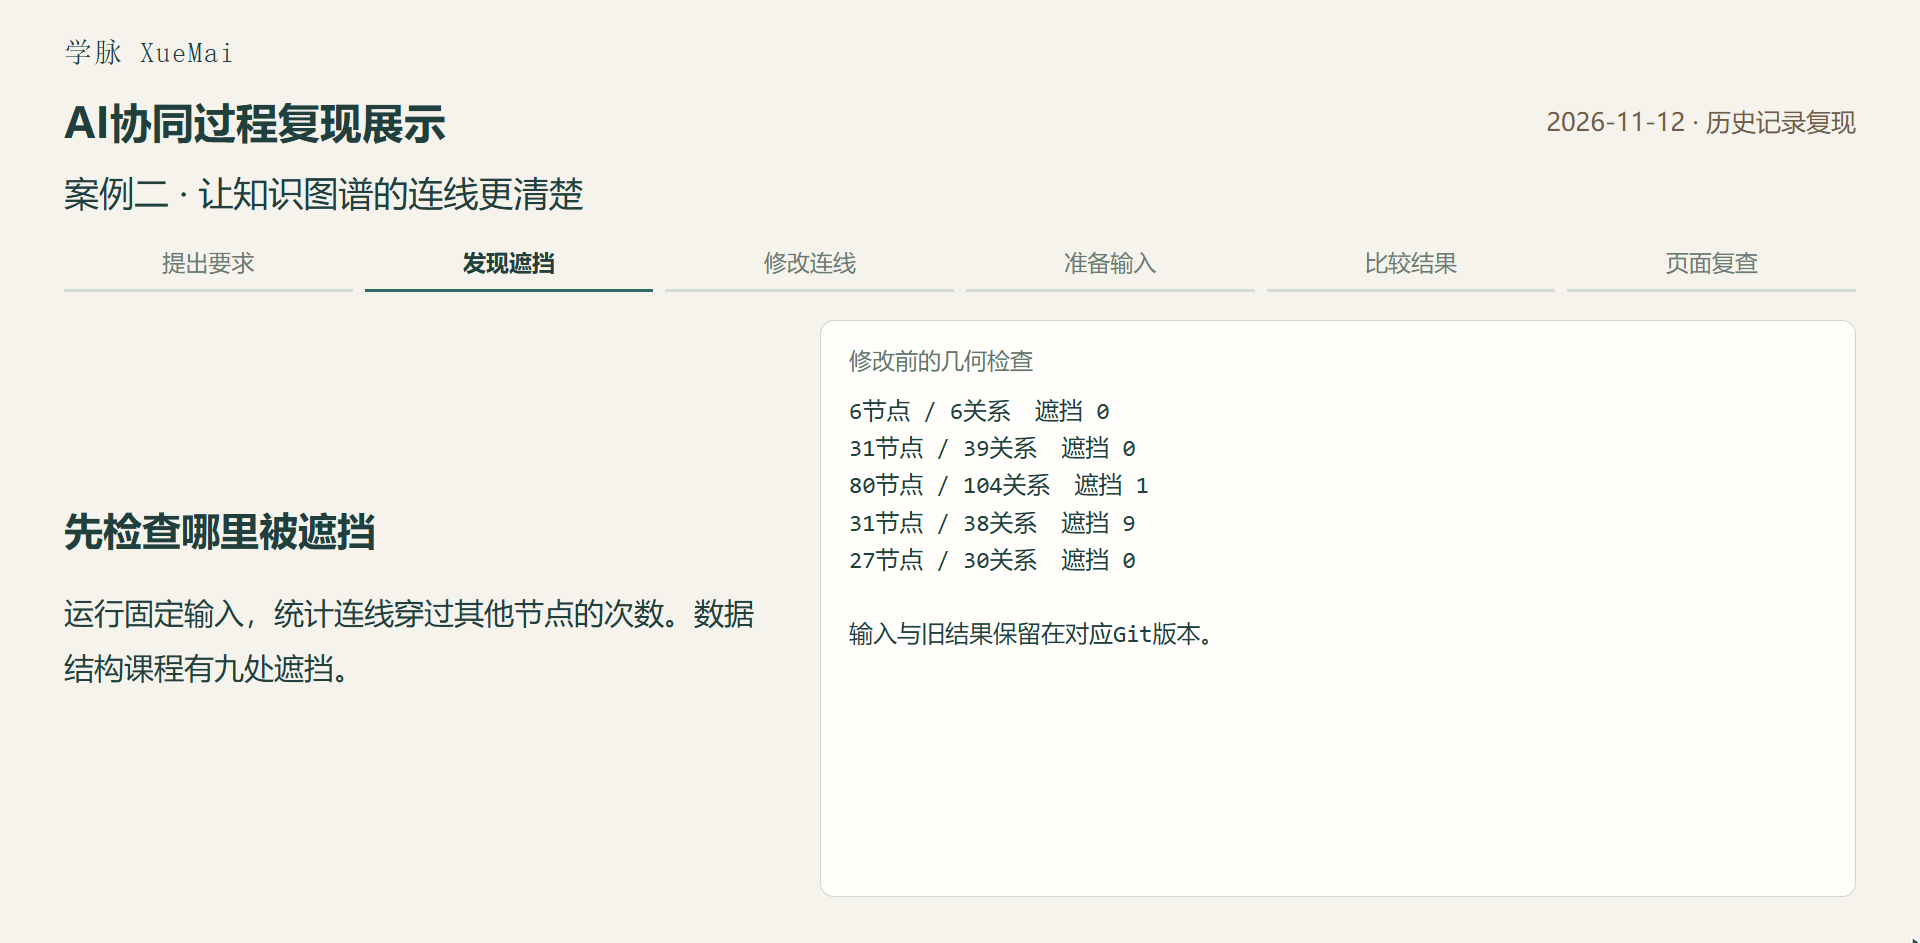 学脉 XueMai
AI协同过程复现展示
2026-11-12 · 历史记录复现
案例二 · 让知识图谱的连线更清楚
提出要求
发现遮挡
修改连线
准备输入
比较结果
页面复查
先检查哪里被遮挡
运行固定输入，统计连线穿过其他节点的次数。数据
结构课程有九处遮挡。
修改前的几何检查
6节点 / 6关系  遮挡 0
31节点 / 39关系  遮挡 0
80节点 / 104关系  遮挡 1
31节点 / 38关系  遮挡 9
27节点 / 30关系  遮挡 0
输入与旧结果保留在对应Git版本。